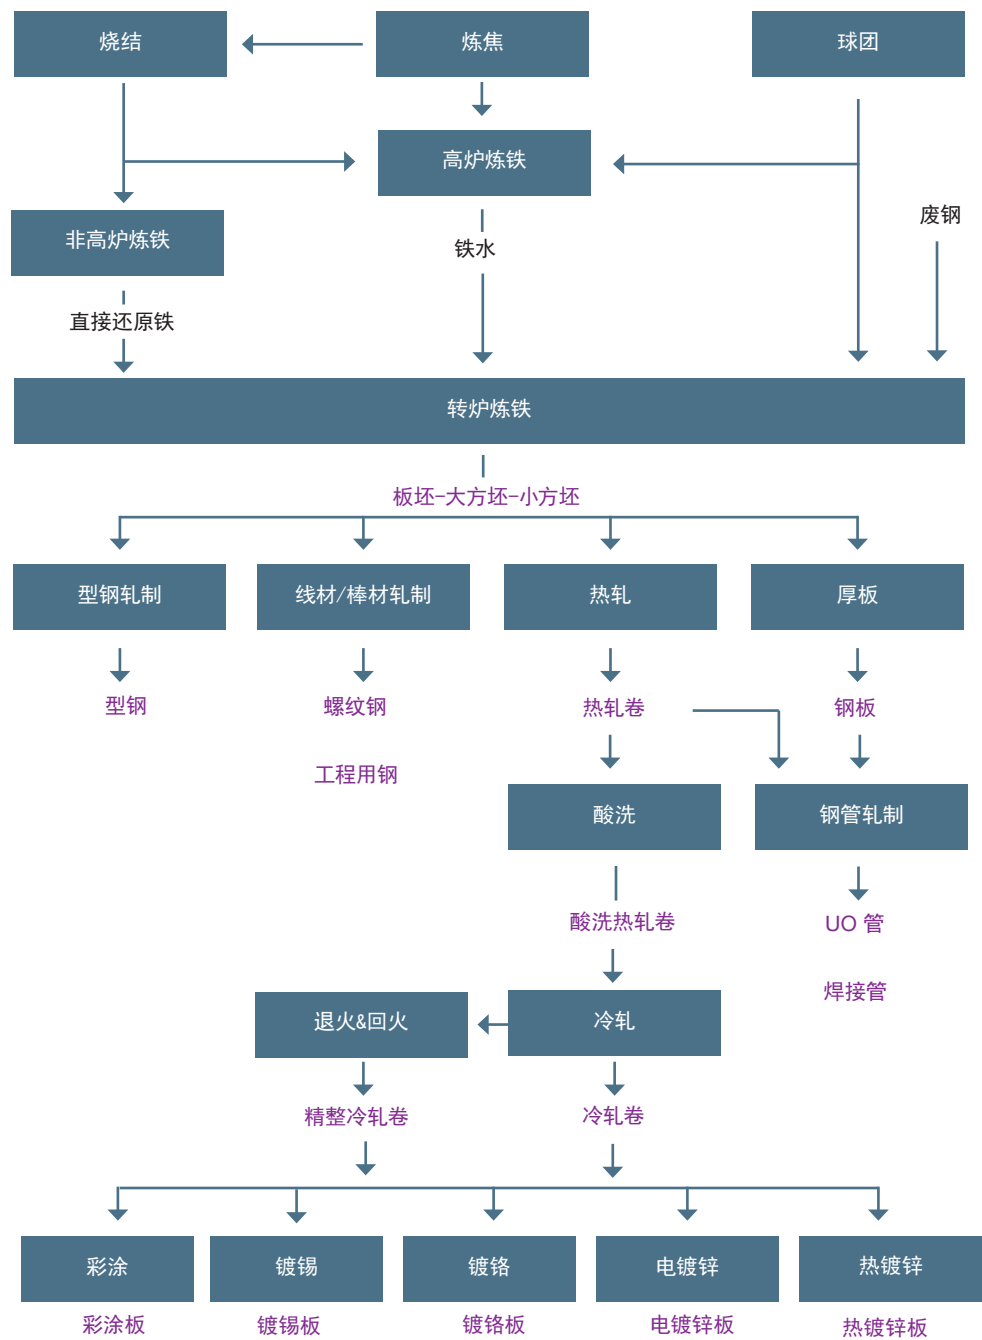 烧结
炼焦
球团
高炉炼铁
废钢
非高炉炼铁
铁水
直接还原铁
转炉炼铁
板坯-大方坯-小方坯
型钢轧制
线材/棒材轧制
热轧
厚板
型钢
螺纹钢
热轧卷
钢板
工程用钢
酸洗
钢管轧制
酸洗热轧卷
UO 管
焊接管
退火&回火
冷轧
精整冷轧卷
冷轧卷
彩涂
镀锡
镀铬
电镀锌
热镀锌
彩涂板
镀锡板
镀铬板
电镀锌板
热镀锌板